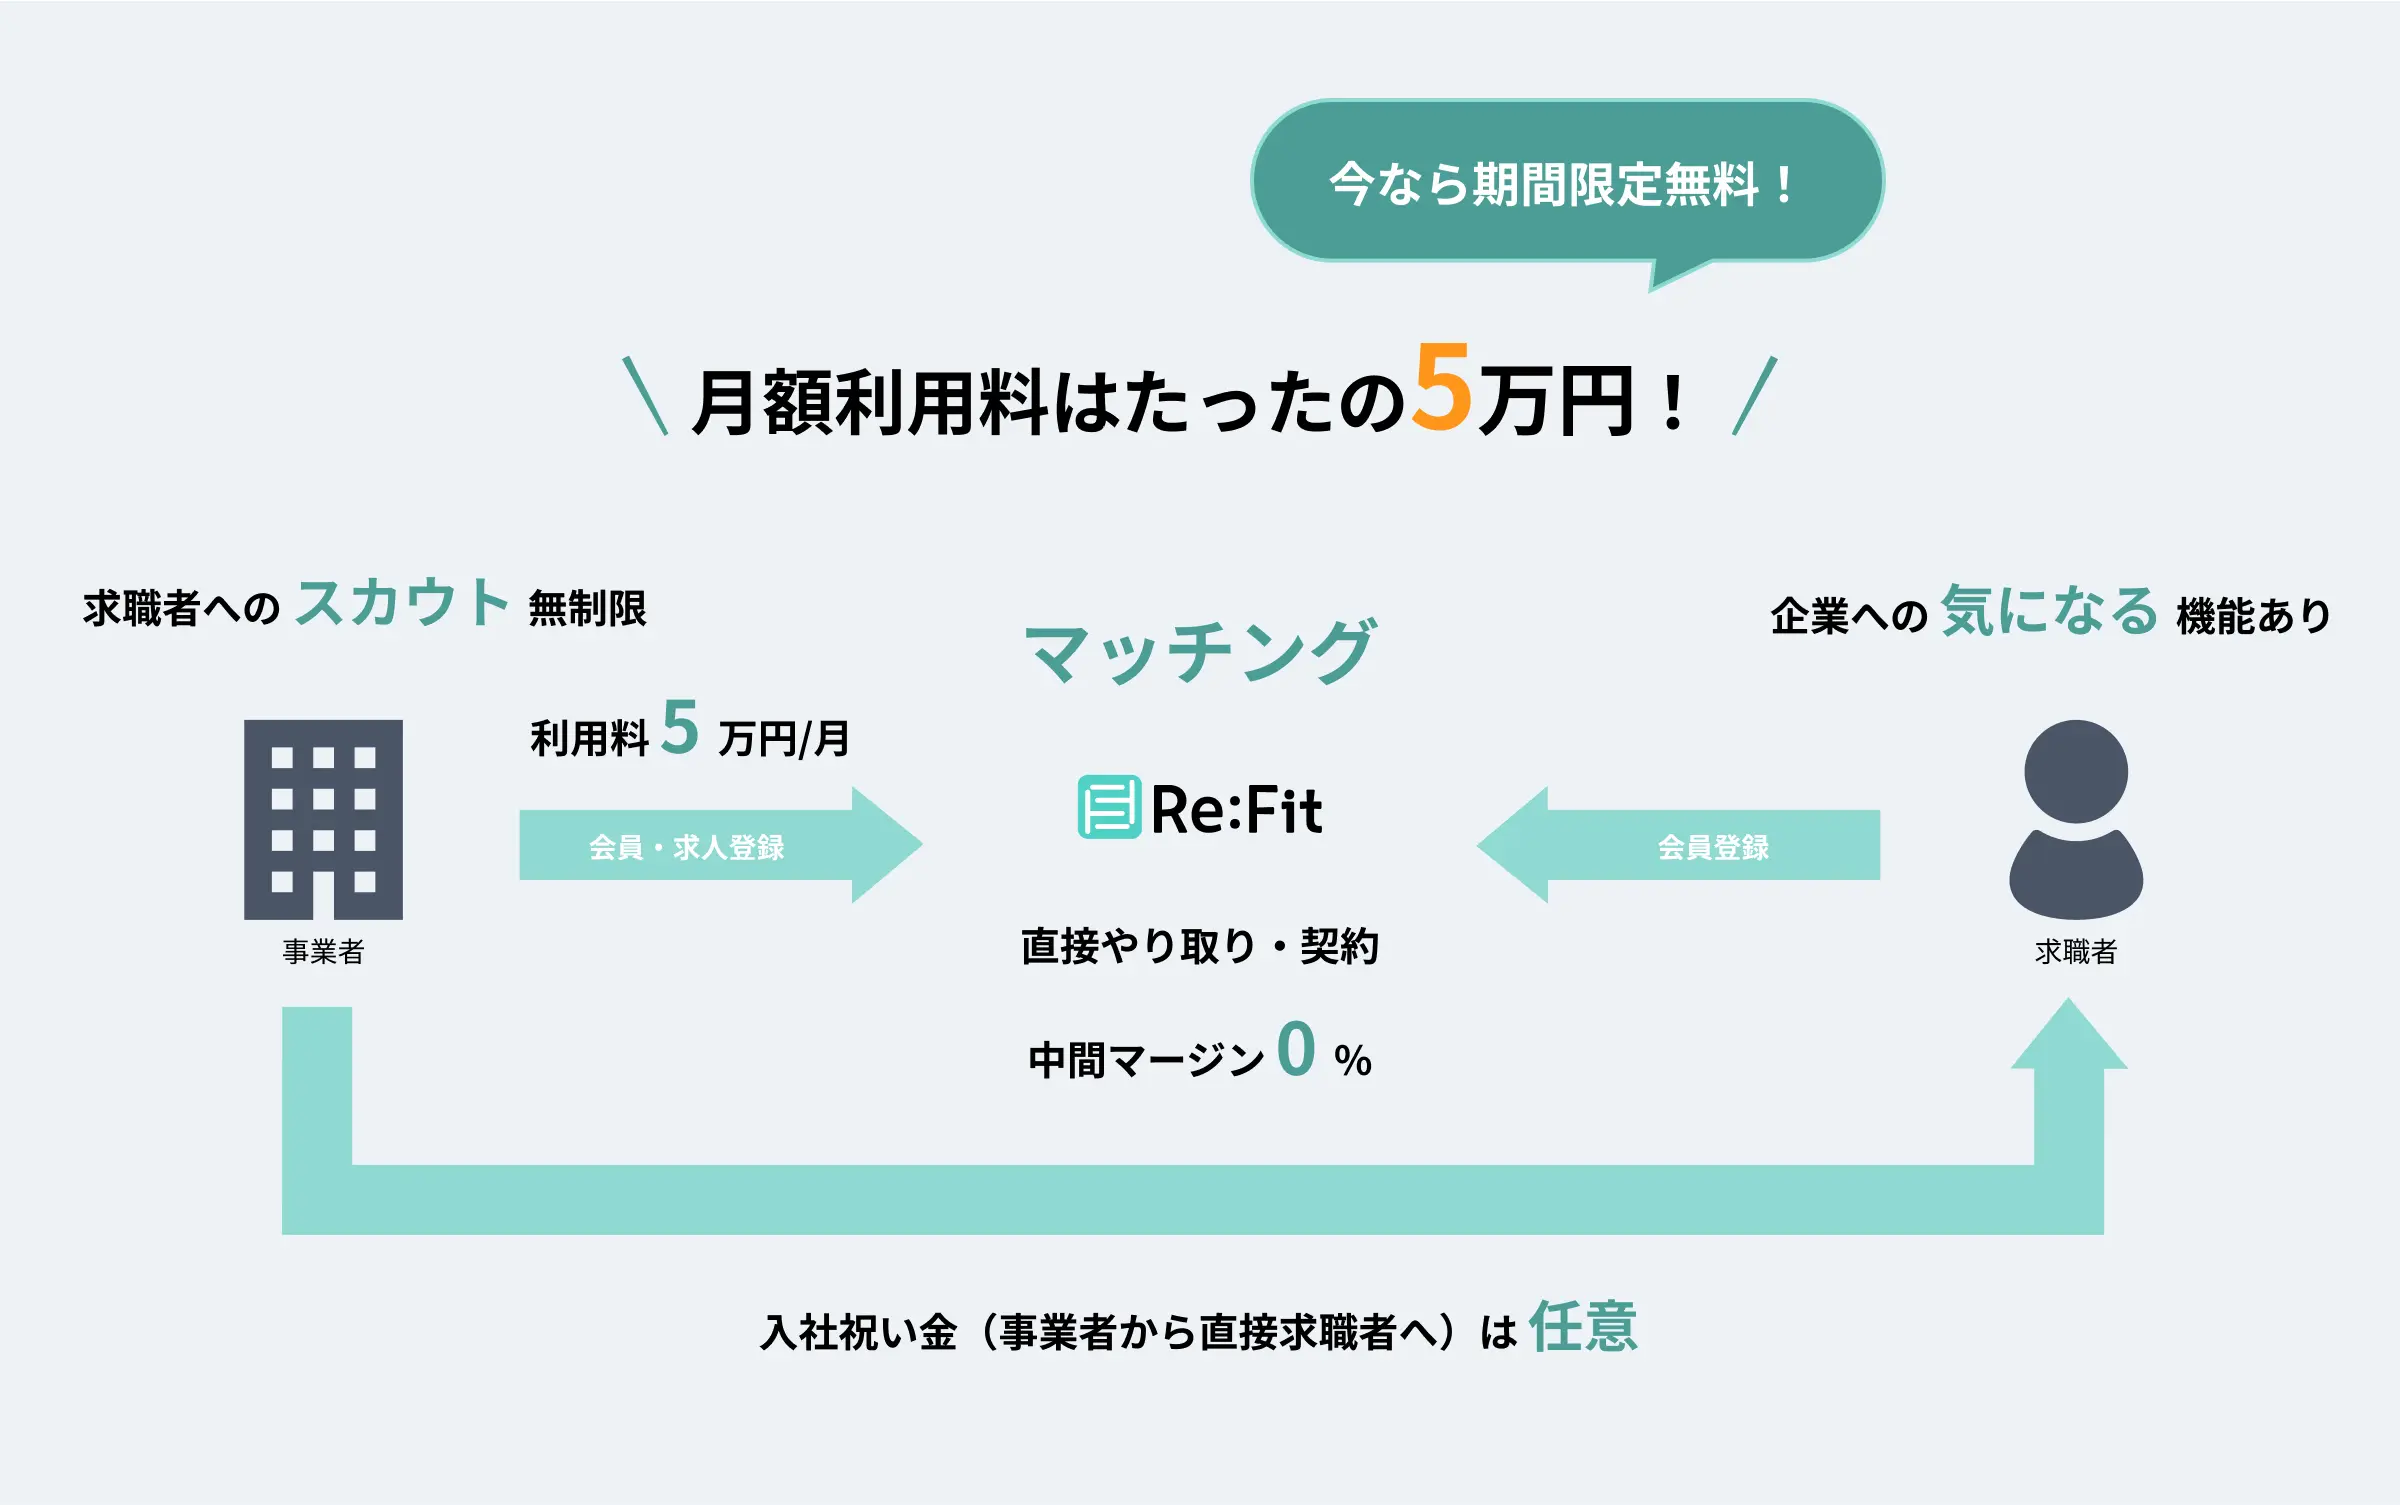 今なら期間限定無料！
月額利用料はたったの5万円！
求職者への スカウト 無制限
企業への 気になる 機能あり
マッチング
利用料 5 万円/月
Re:Fit
会員・求人登録
会員登録
事業者
直接やり取り・契約
求職者
中間マージン 0 %
入社祝い金（事業者から直接求職者へ）は 任意